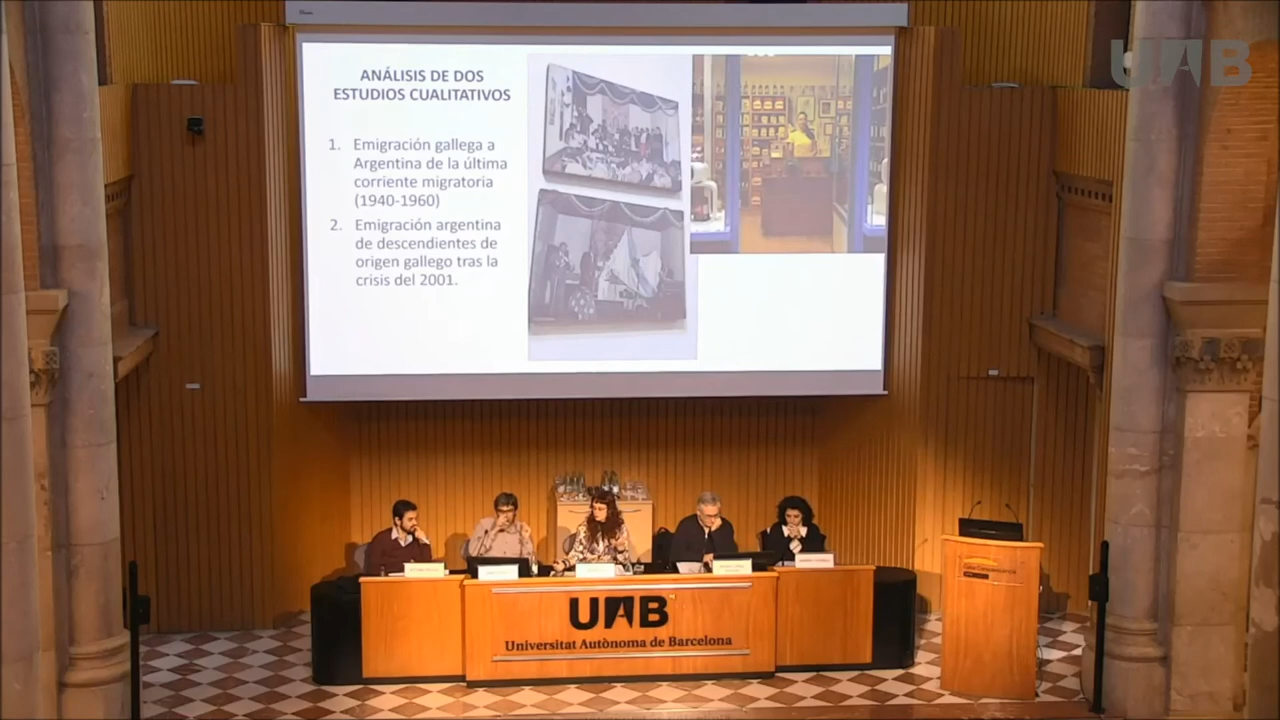 UAB
ANÁLISIS DE DOS
ESTUDIOS CUALITATIVOS
1. Emigración gallega a
Argentina de la última
corriente migratoria
(1940-1960)
2. Emigración argentina
de descendientes de
origen gallego tras la
crisis del 2001.
UAB
Universitat Autònoma de Barcelona